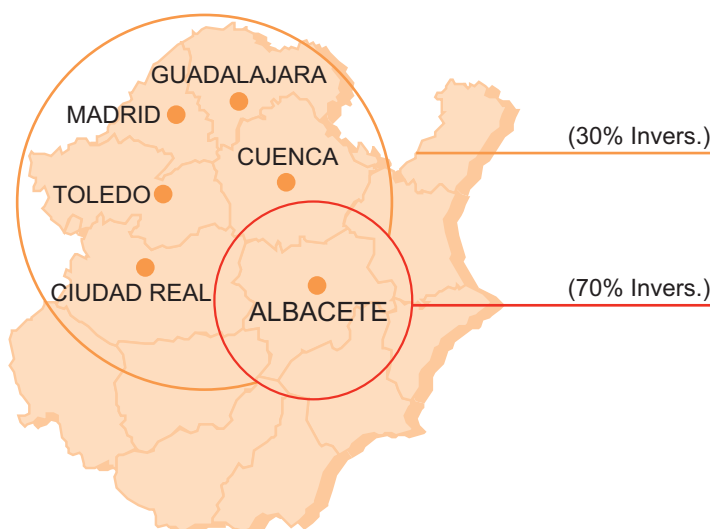 GUADALAJARA
MADRID
(30% Invers.)
CUENCA
TOLEDO
CIUDAD REAL
(70% Invers.)
ALBACETE